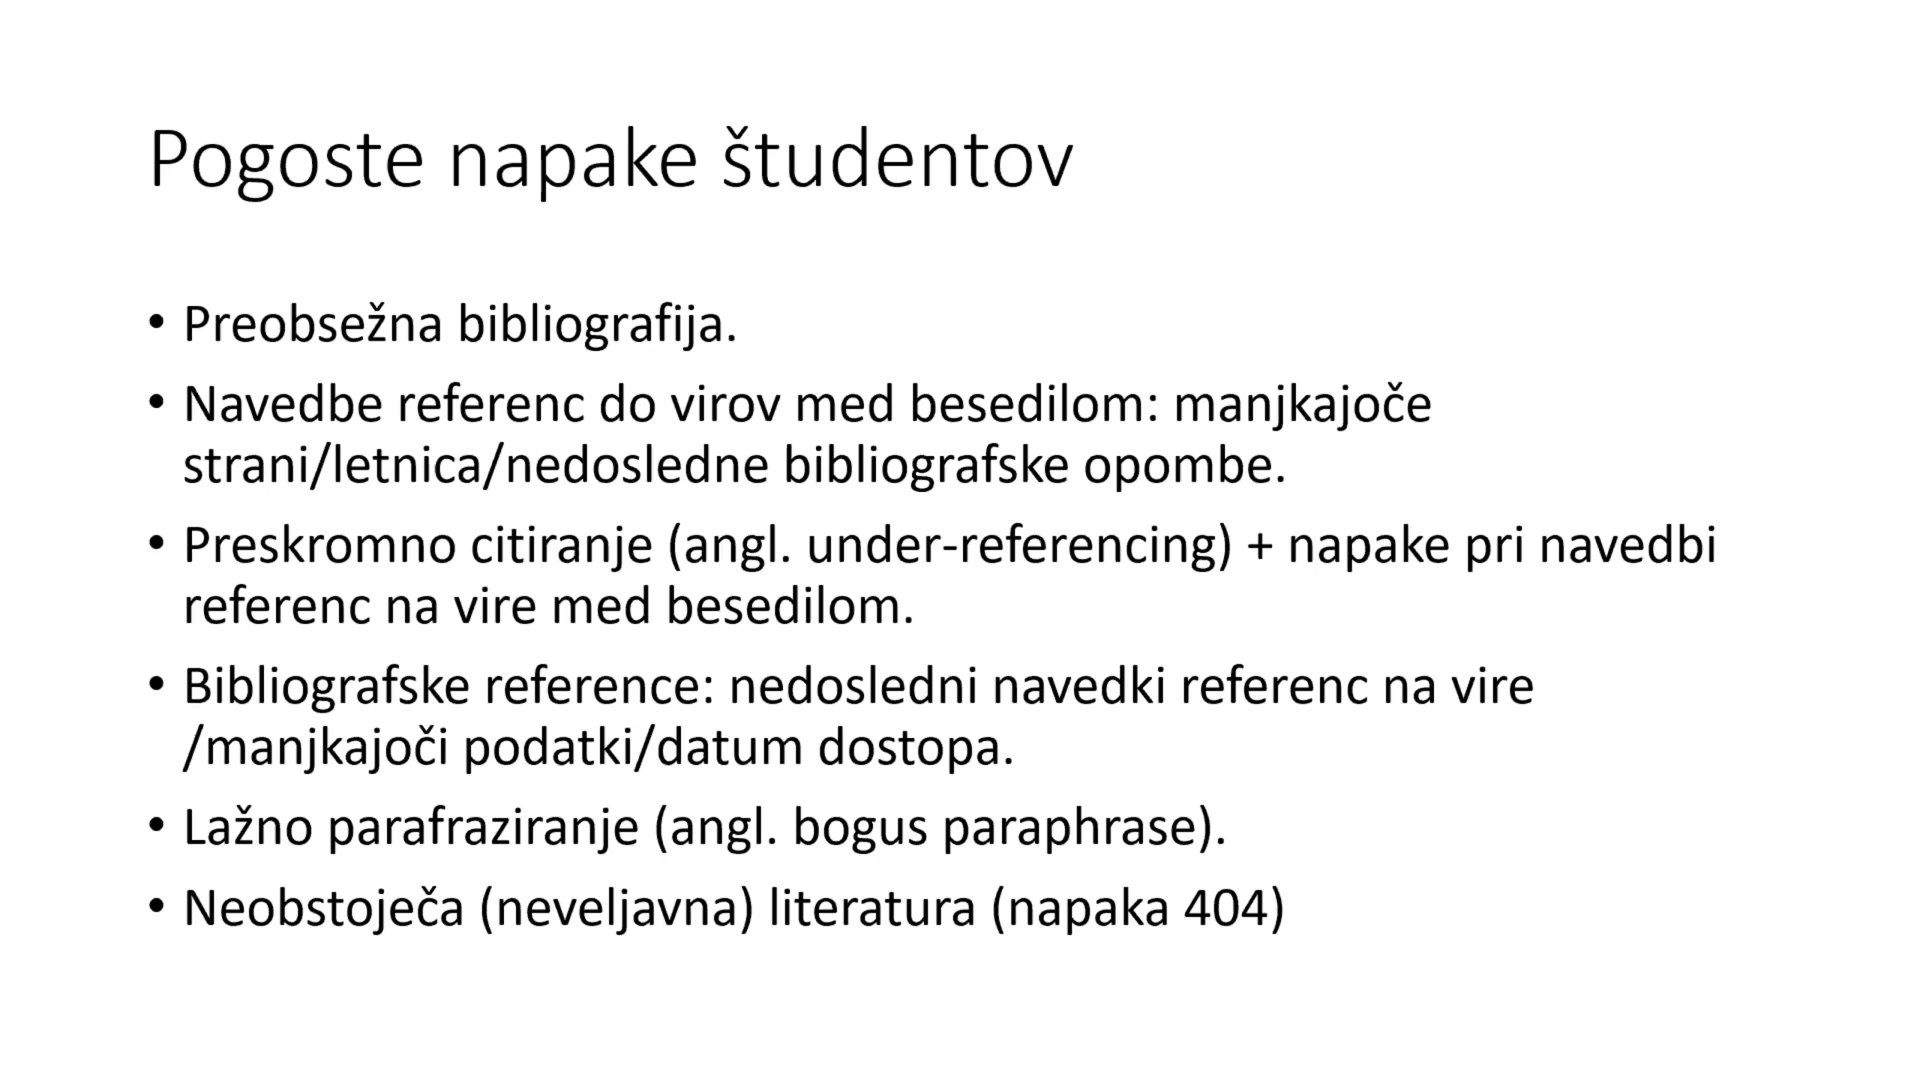 Pogoste napake študentov
• Preobsežna bibliografija.
• Navedbe referenc do virov med besedilom: manjkajoče
strani/letnica/nedosledne bibliografske opombe.
• Preskromno citiranje (angl. under-referencing) + napake pri navedbi
referenc na vire med besedilom.
• Bibliografske reference: nedosledni navedki referenc na vire
/manjkajoči podatki/datum dostopa.
• Lažno parafraziranje (angl. bogus paraphrase).
• Neobstoječa (neveljavna) literatura (napaka 404)